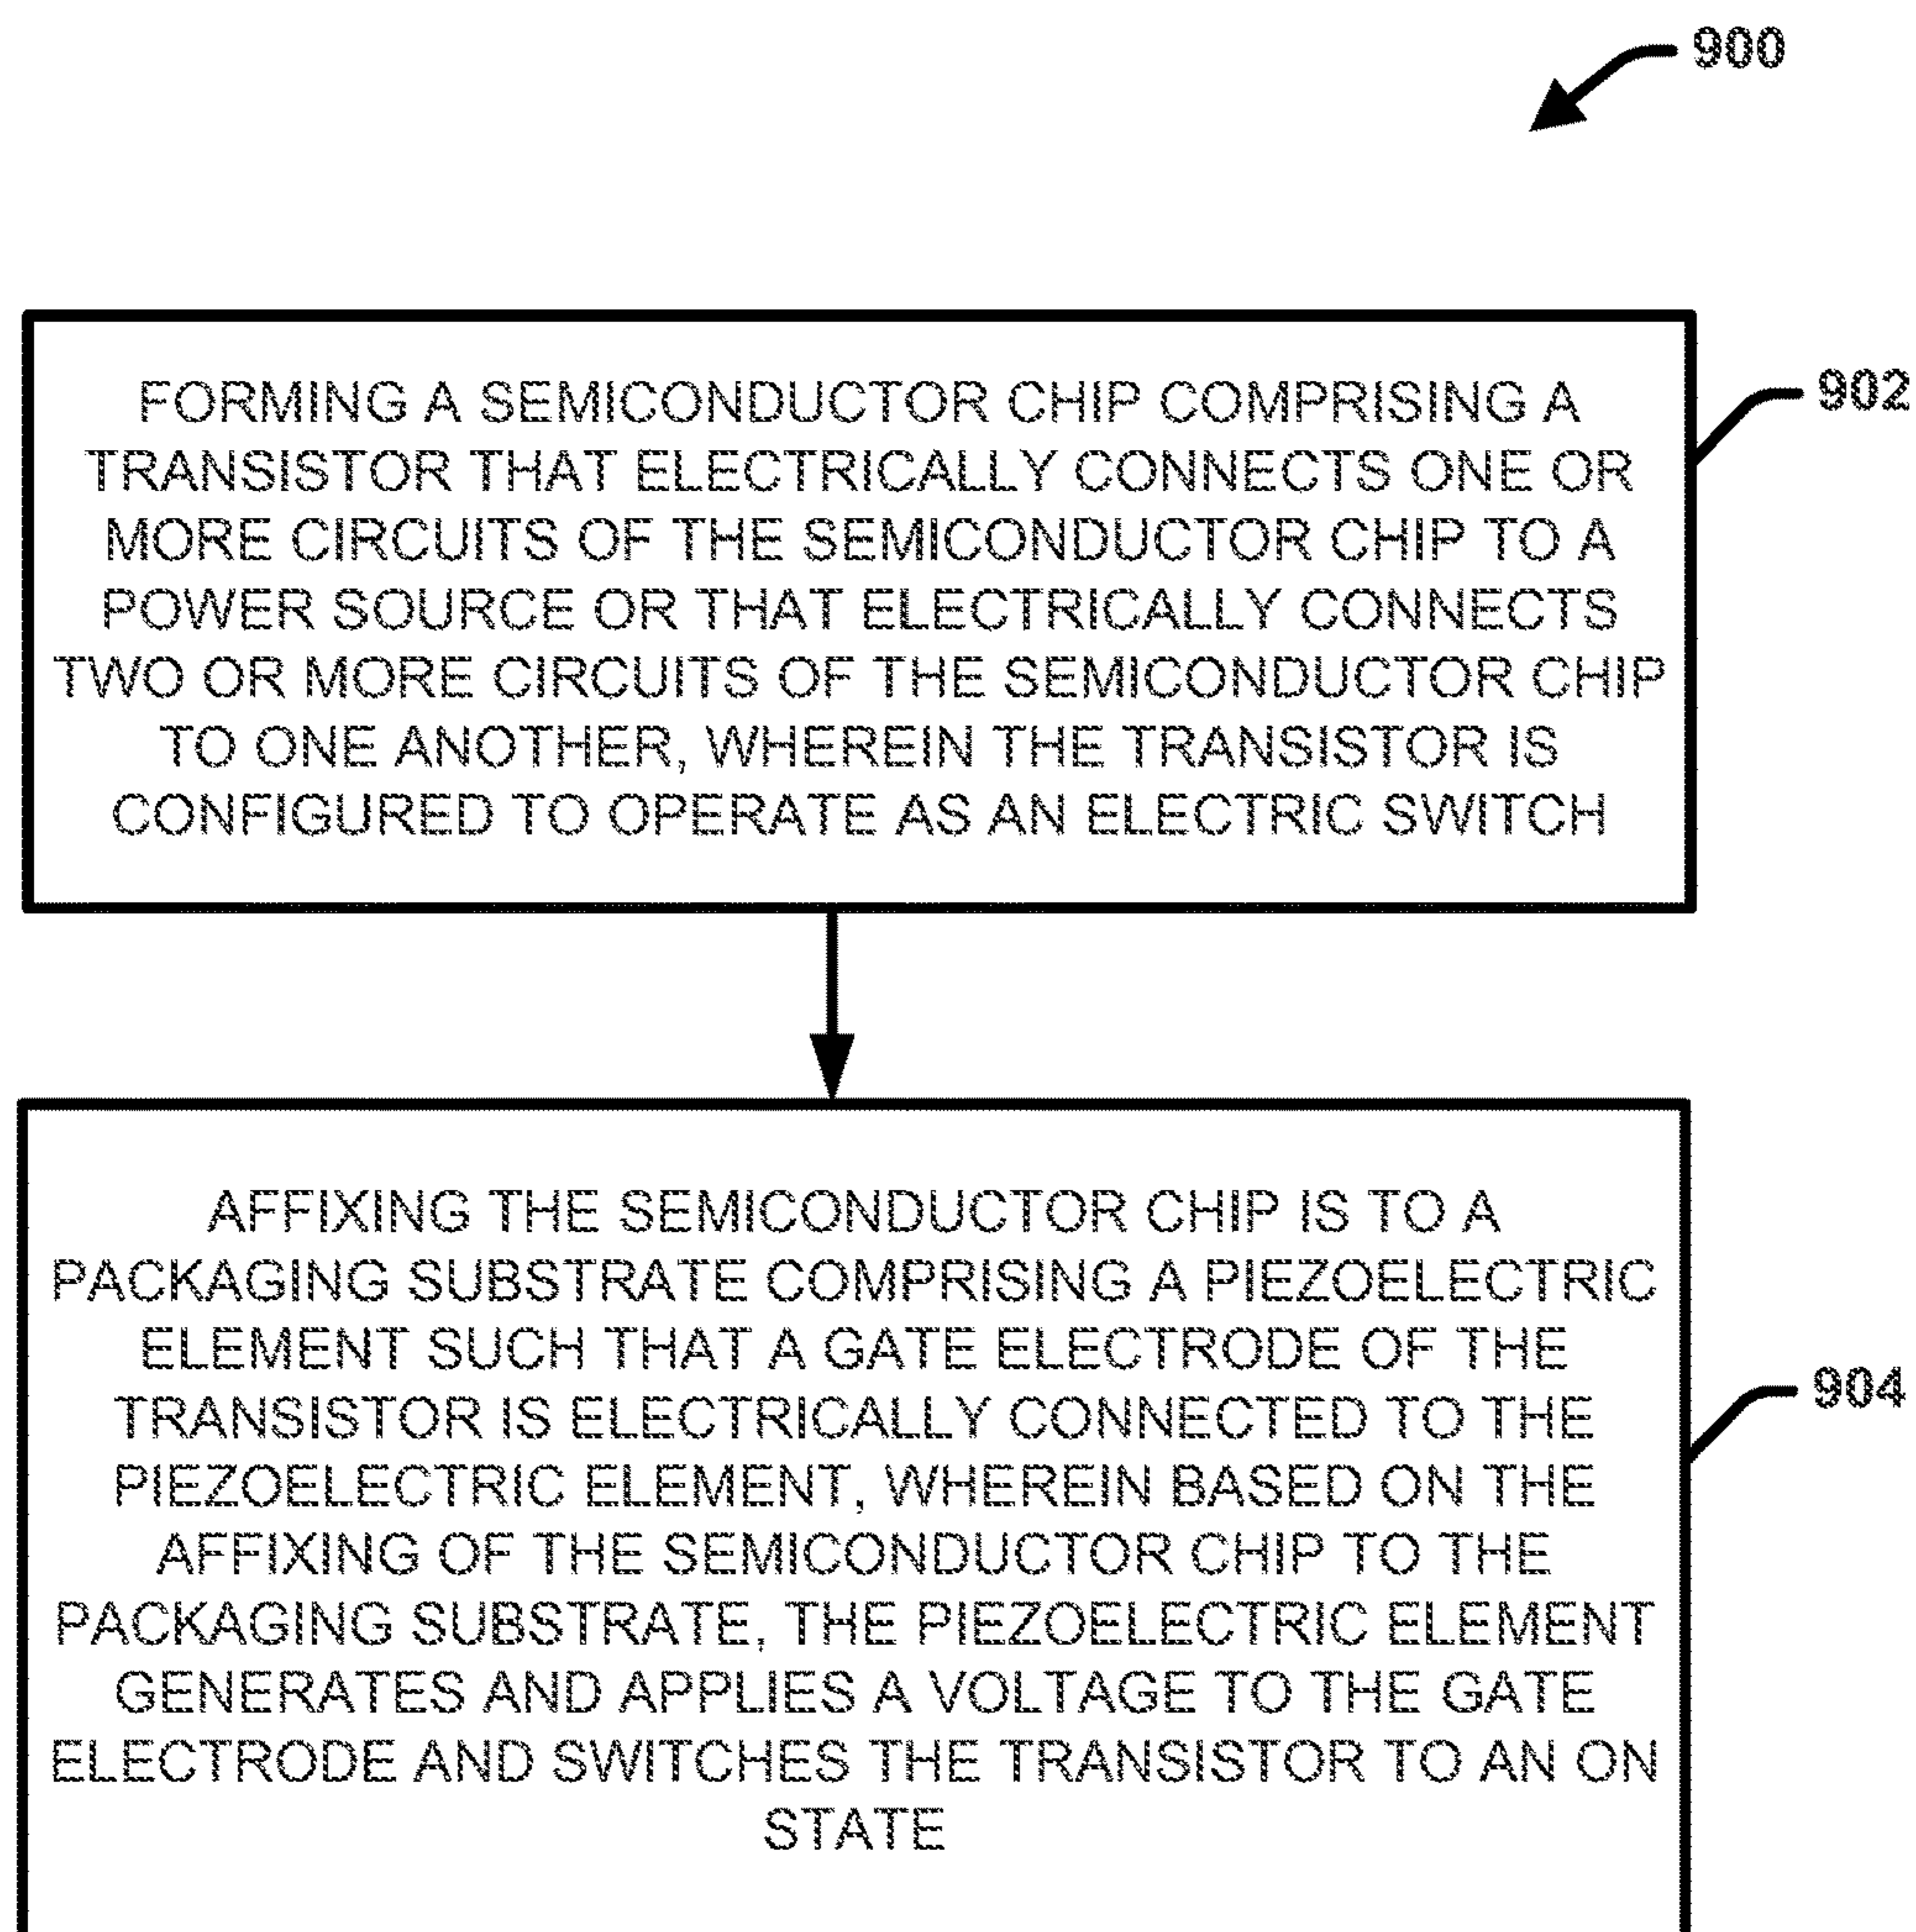 900
902
FORMING A SEMICONDUCTOR CHIP COMPRISING A
TRANSISTOR THAT ELECTRICALLY CONNECTS ONE OR
MORE CIRCUITS OF THE SEMICONDUCTOR CHIP TO A
POWER SOURCE OR THAT ELECTRICALLY CONNECTS
TWO OR MORE CIRCUITS OF THE SEMICONDUCTOR CHIP
TO ONE ANOTHER, WHEREIN THE TRANSISTOR IS
CONFIGURED TO OPERATE AS AN ELECTRIC SWITCH
AFFIXING THE SEMICONDUCTOR CHIP IS TO A
PACKAGING SUBSTRATE COMPRISING A PIEZOELECTRIC
ELEMENT SUCH THAT A GATE ELECTRODE OF THE
904
TRANSISTOR IS ELECTRICALLY CONNECTED TO THE
PIEZOELECTRIC ELEMENT, WHEREIN BASED ON THE
AFFIXING OF THE SEMICONDUCTOR CHIP TO THE
PACKAGING SUBSTRATE, THE PIEZOELECTRIC ELEMENT
GENERATES AND APPLIES A VOLTAGE TO THE GATE
ELECTRODE AND SWITCHES THE TRANSISTOR TO AN ON
STATE